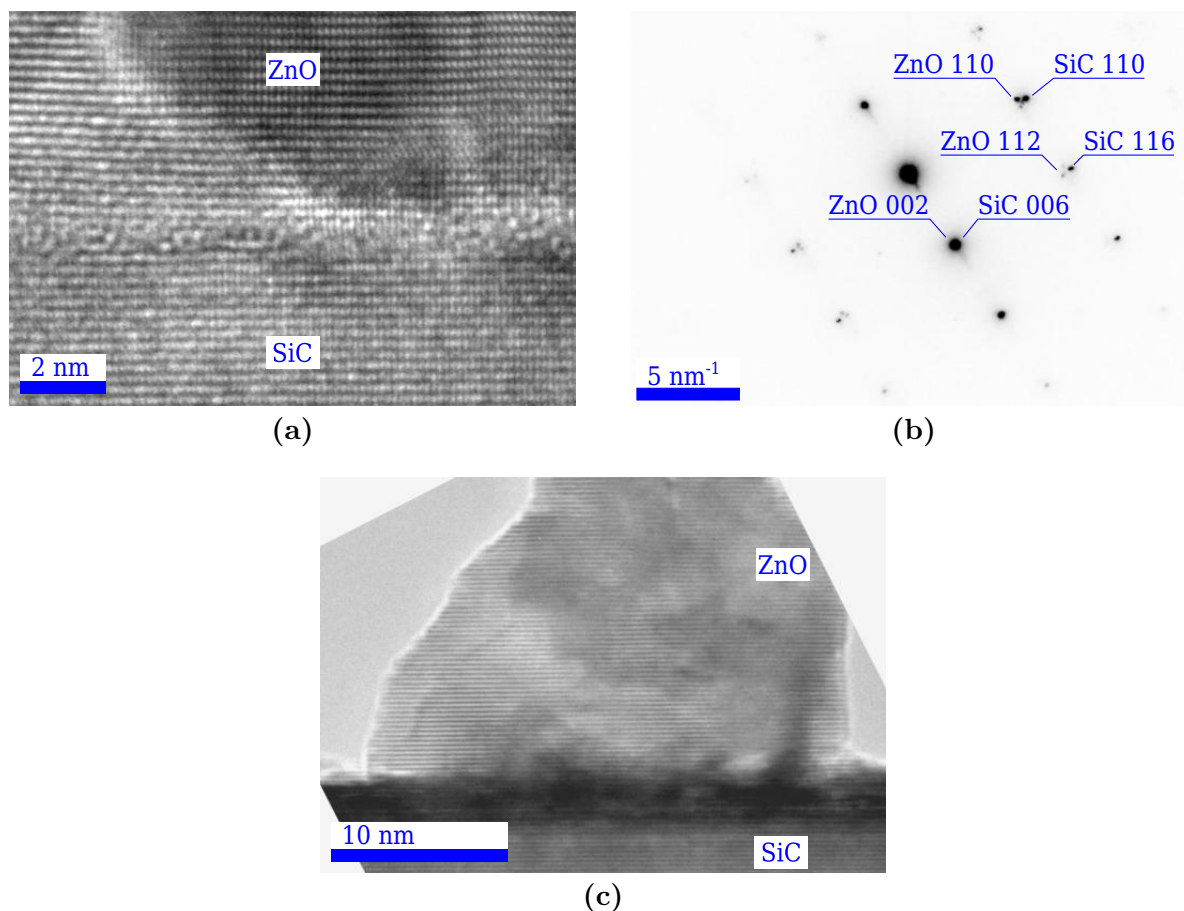 ZnO
SiC
2 nm
(a)
ZnO 110 SiC 110
ZnO 112 SiC 116
ZnO 002 SiC 006
5 nm-1
(b)
ZnO
10 nm
SiC
(c)